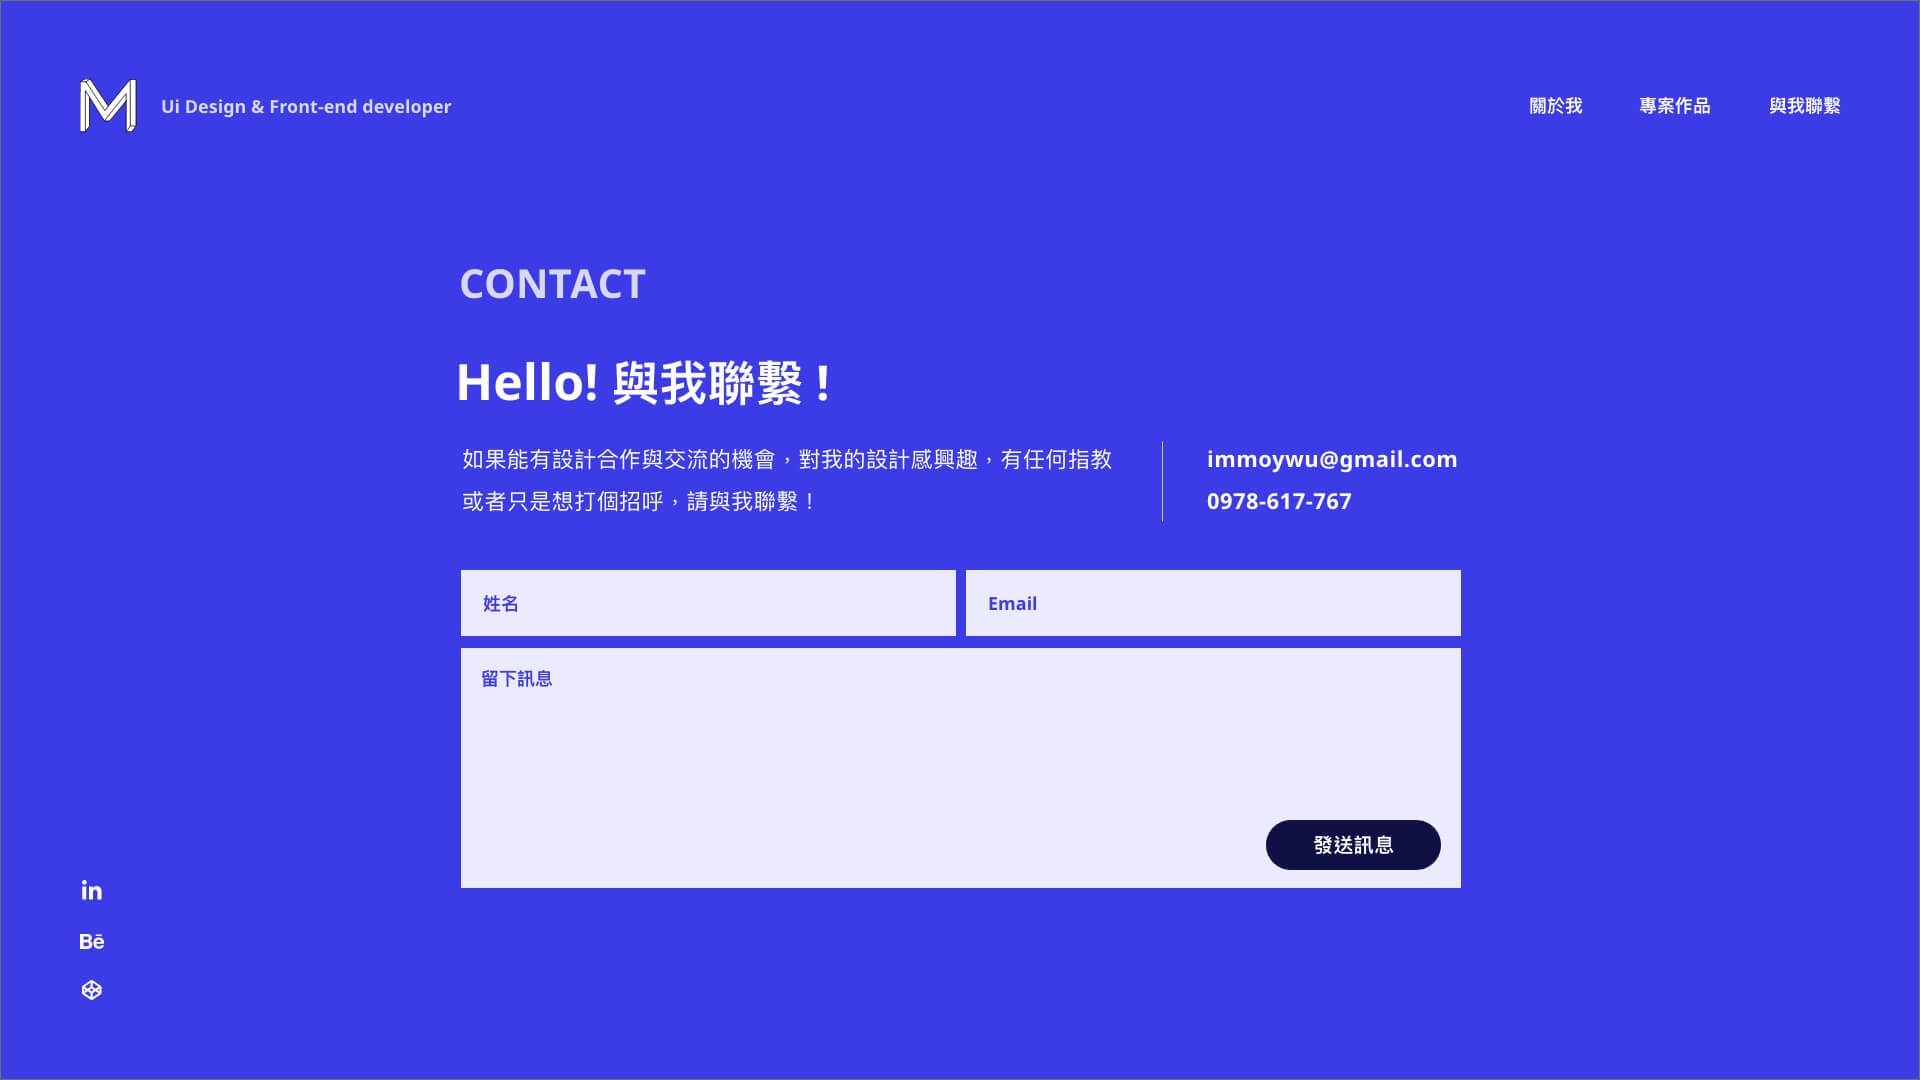 M
Ui Design & Front-end developer
關於我
專案作品
與我聯繫
CONTACT
Hello! 與我聯繫！
如果能有設計合作與交流的機會，對我的設計感興趣，有任何指教
或者只是想打個招呼，請與我聯繫！
immoywu@gmail.com
0978-617-767
姓名
Email
留下訊息
發送訊息
in
Bē